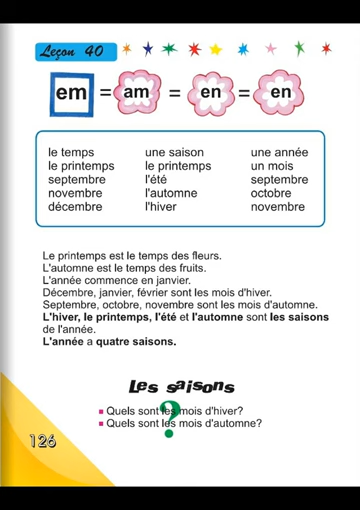 Leçon 40
em = am = en = en
le temps une saison une année
le printemps le printemps un mois
septembre l'été septembre
novembre l'automne octobre
décembre l'hiver novembre
Le printemps est le temps des fleurs.
L'automne est le temps des fruits.
L'année commence en janvier.
Décembre, janvier, février sont les mois d'hiver.
Septembre, octobre, novembre sont les mois d'automne.
L'hiver, le printemps, l'été et l'automne sont les saisons
de l'année.
L'année a quatre saisons.
Les saisons
Quels sont les mois d'hiver?
Quels sont les mois d'automne?
?
126